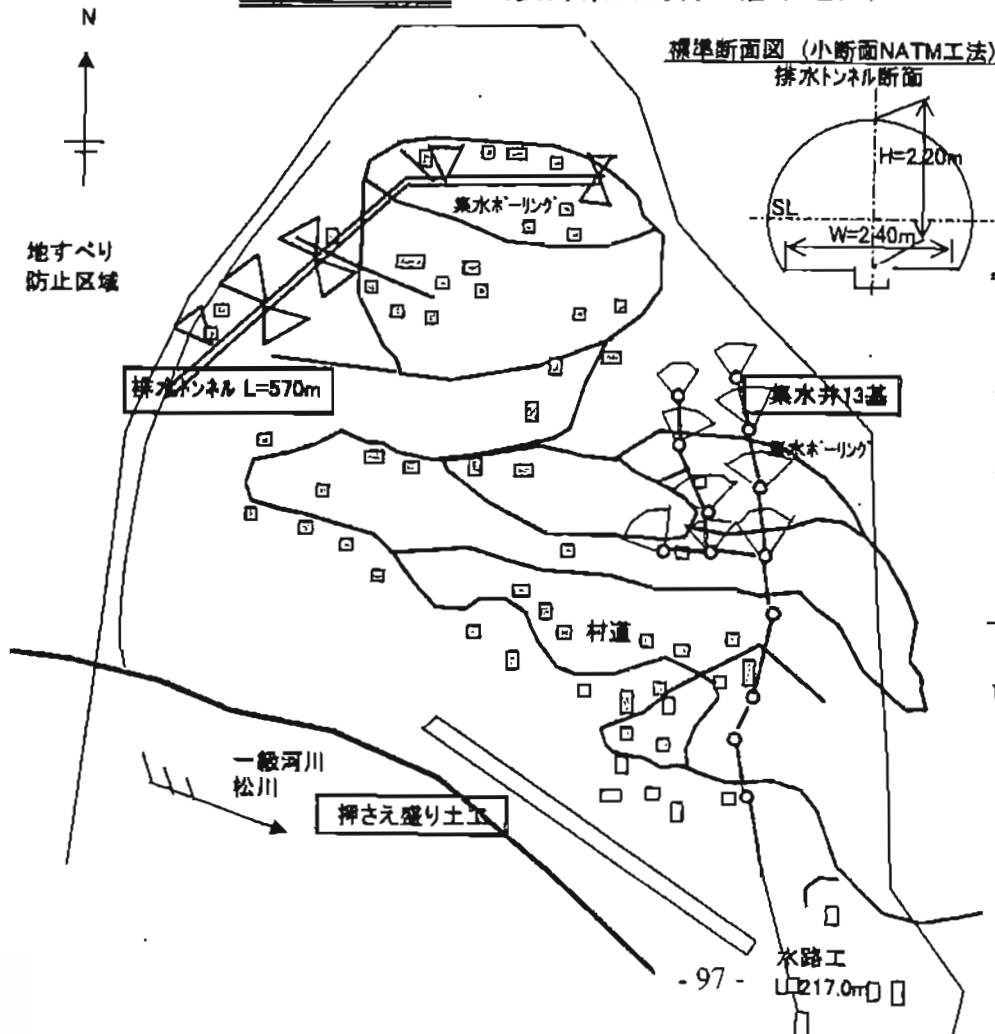 N
標準断面図 (小断面NATM工法)
排水トンネル断面
H=2.20m
SL
W=2.40m
集水ボーリング
地すべり
防止区域
排水トンネル L=570m
集水井13基
集水ボーリング
村道
一級河川
松川
押さえ盛り土工
水路工
L=217.0m
- 97 -